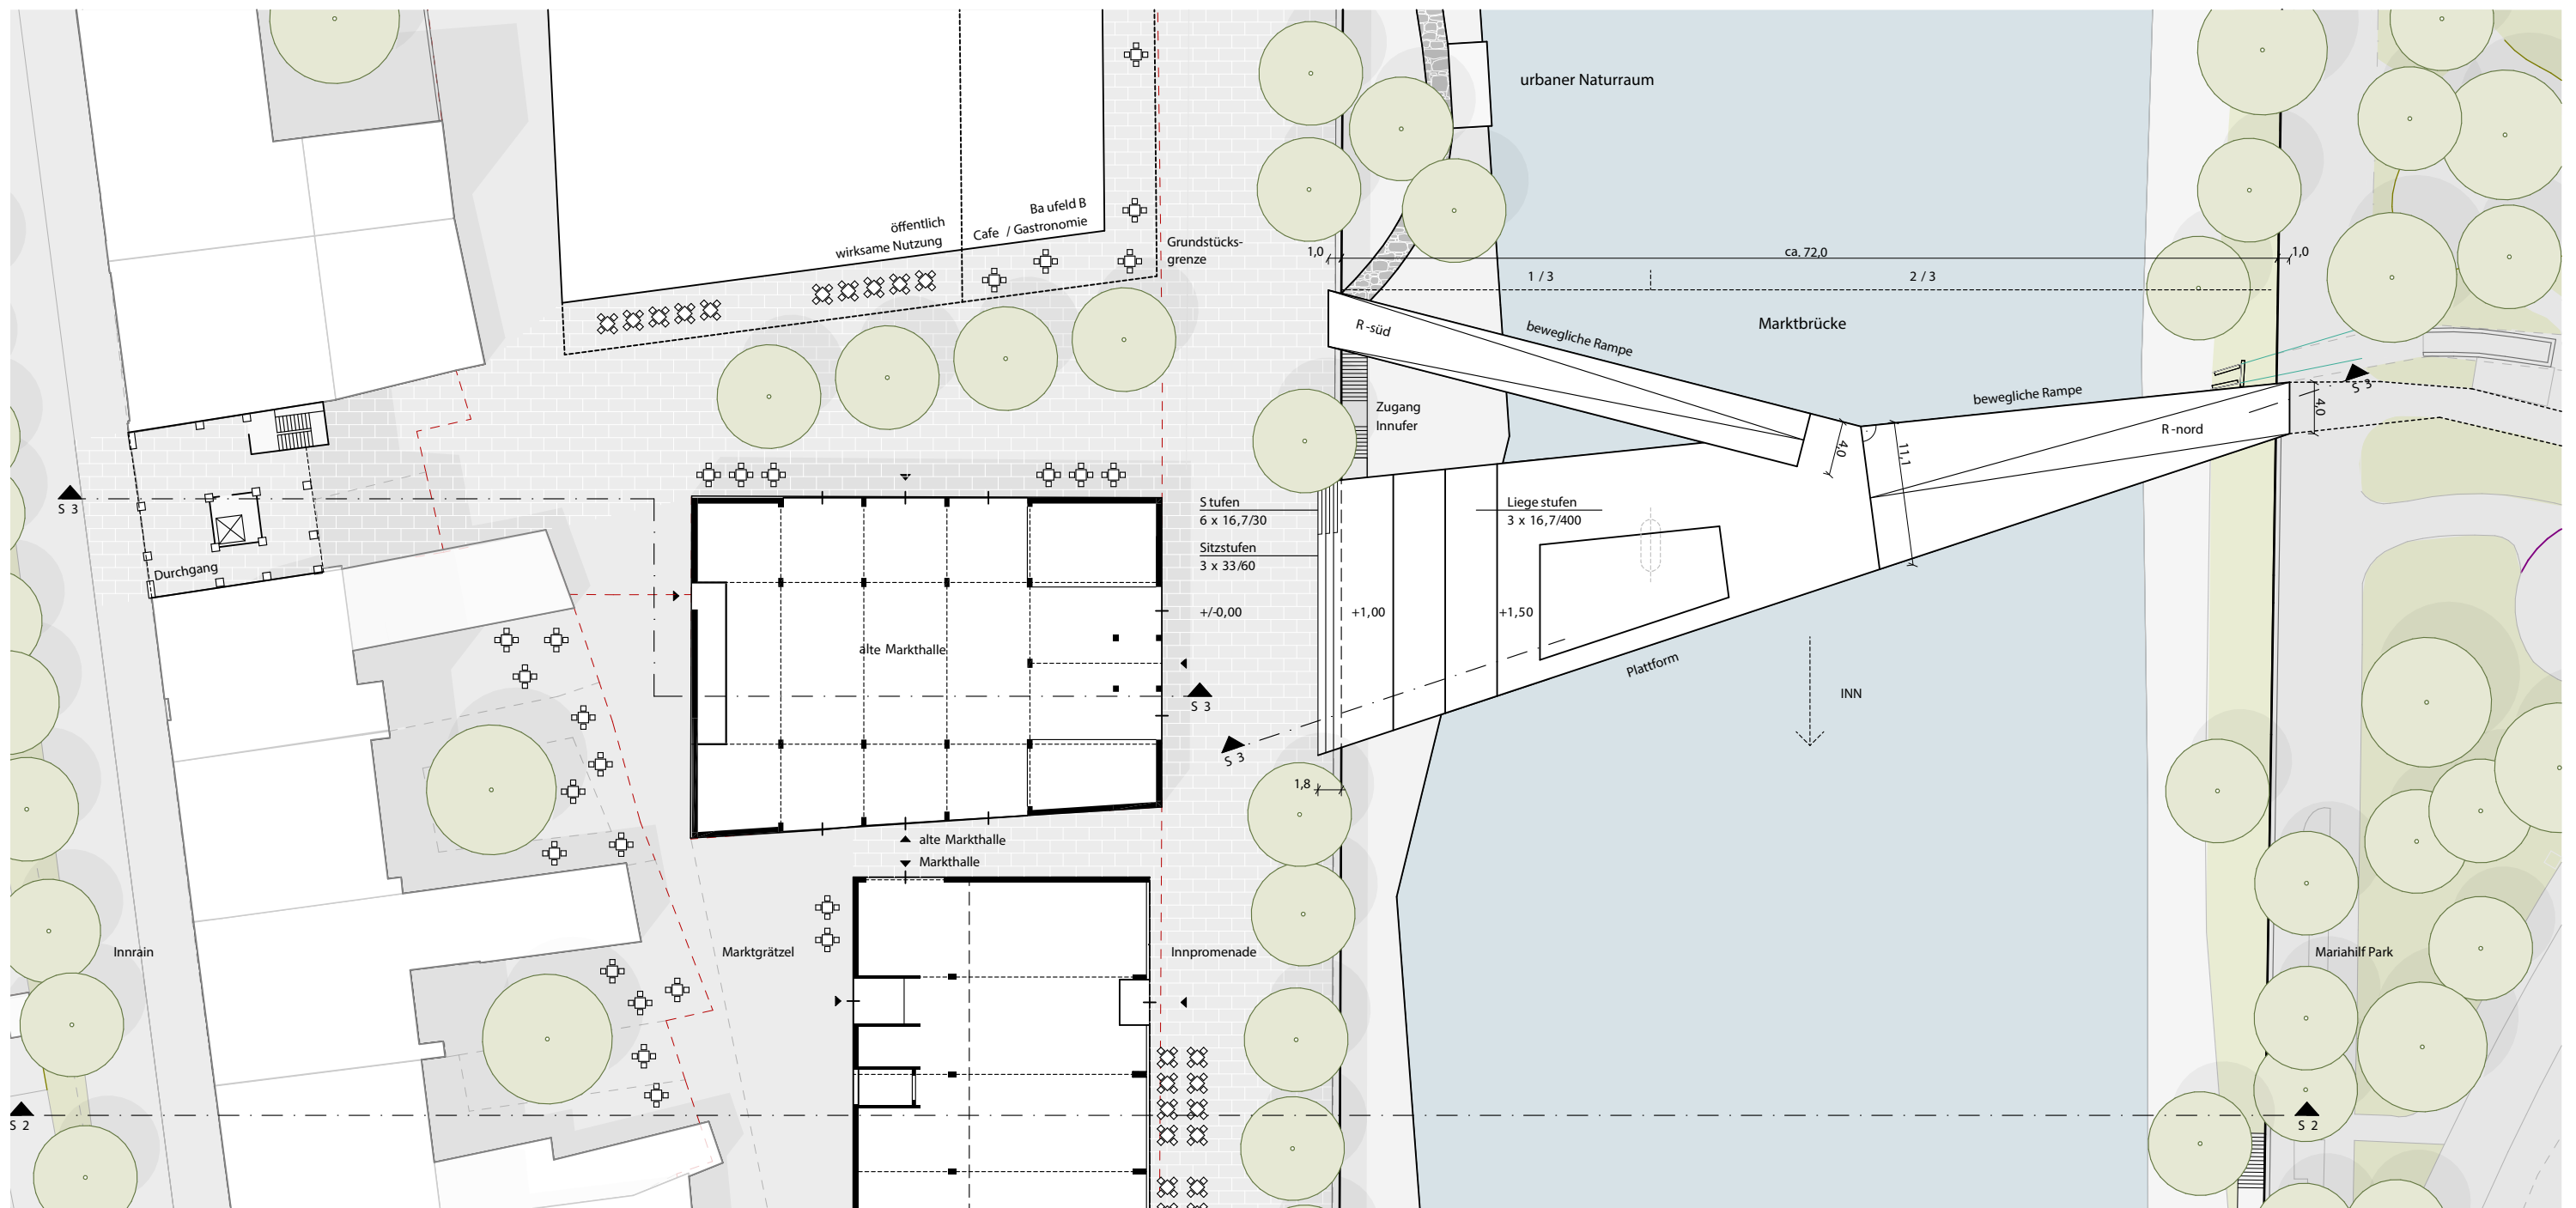 urbaner Naturraum
öffentlich
wirksame Nutzung
Ba ufeld B
Cafe / Gastronomie
Grundstücks-
grenze
1,0
ca. 72,0
1,0
1 / 3
2 / 3
R -süd
bewegliche Rampe
Marktbrücke
bewegliche Rampe
R -nord
S 3
4,0
Zugang
Innufer
4,0
11,1
S 3
Durchgang
S tufen
6 x 16,7/30
Sitzstufen
3 x 33/60
Liege stufen
3 x 16,7/400
+/-0,00
+1,00
+1,50
alte Markthalle
Plattform
INN
S 3
S 3
1,8
alte Markthalle
Markthalle
Innrain
Marktgrätzel
Innpromenade
Mariahilf Park
S 2
S 2